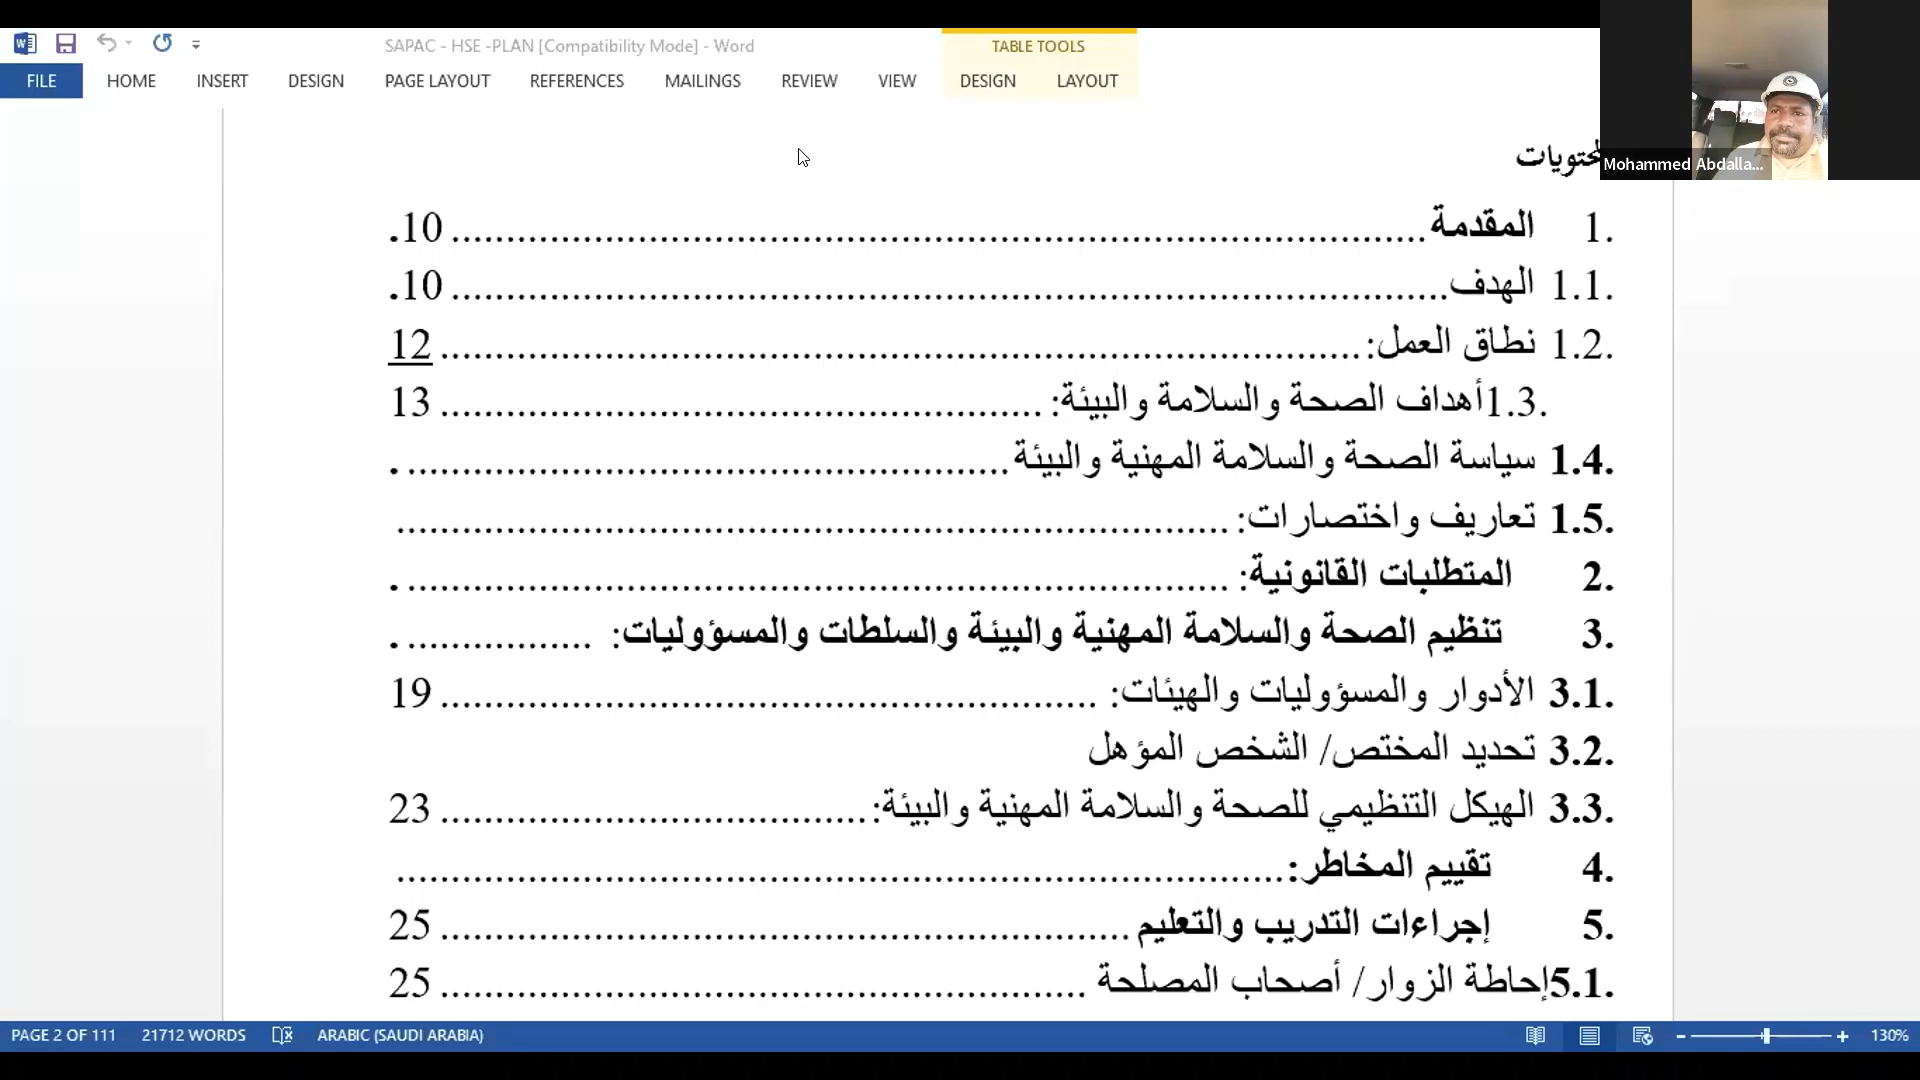 SAPAC - HSE -PLAN [Compatibility Mode] - Word
TABLE TOOLS
FILE HOME INSERT DESIGN PAGE LAYOUT REFERENCES MAILINGS REVIEW VIEW DESIGN LAYOUT
Mohammed Abdalla...
1. المقدمة .......... 10.
1.1. الهدف .......... 10.
1.2. نطاق العمل: .......... 12
1.3. أهداف الصحة والسلامة والبيئة: .......... 13
1.4. سياسة الصحة والسلامة المهنية والبيئة .......... .
1.5. تعاريف واختصارات: ..........
2. المتطلبات القانونية: .......... .
3. تنظيم الصحة والسلامة المهنية والبيئة والسلطات والمسؤوليات: .......... .
3.1. الأدوار والمسؤوليات والهيئات: .......... 19
3.2. تحديد المختص/ الشخص المؤهل
3.3. الهيكل التنظيمي للصحة والسلامة المهنية والبيئة: .......... 23
4. تقييم المخاطر: ..........
5. إجراءات التدريب والتعليم .......... 25
5.1. إحاطة الزوار/ أصحاب المصلحة .......... 25
PAGE 2 OF 111 21712 WORDS ARABIC (SAUDI ARABIA) 130%